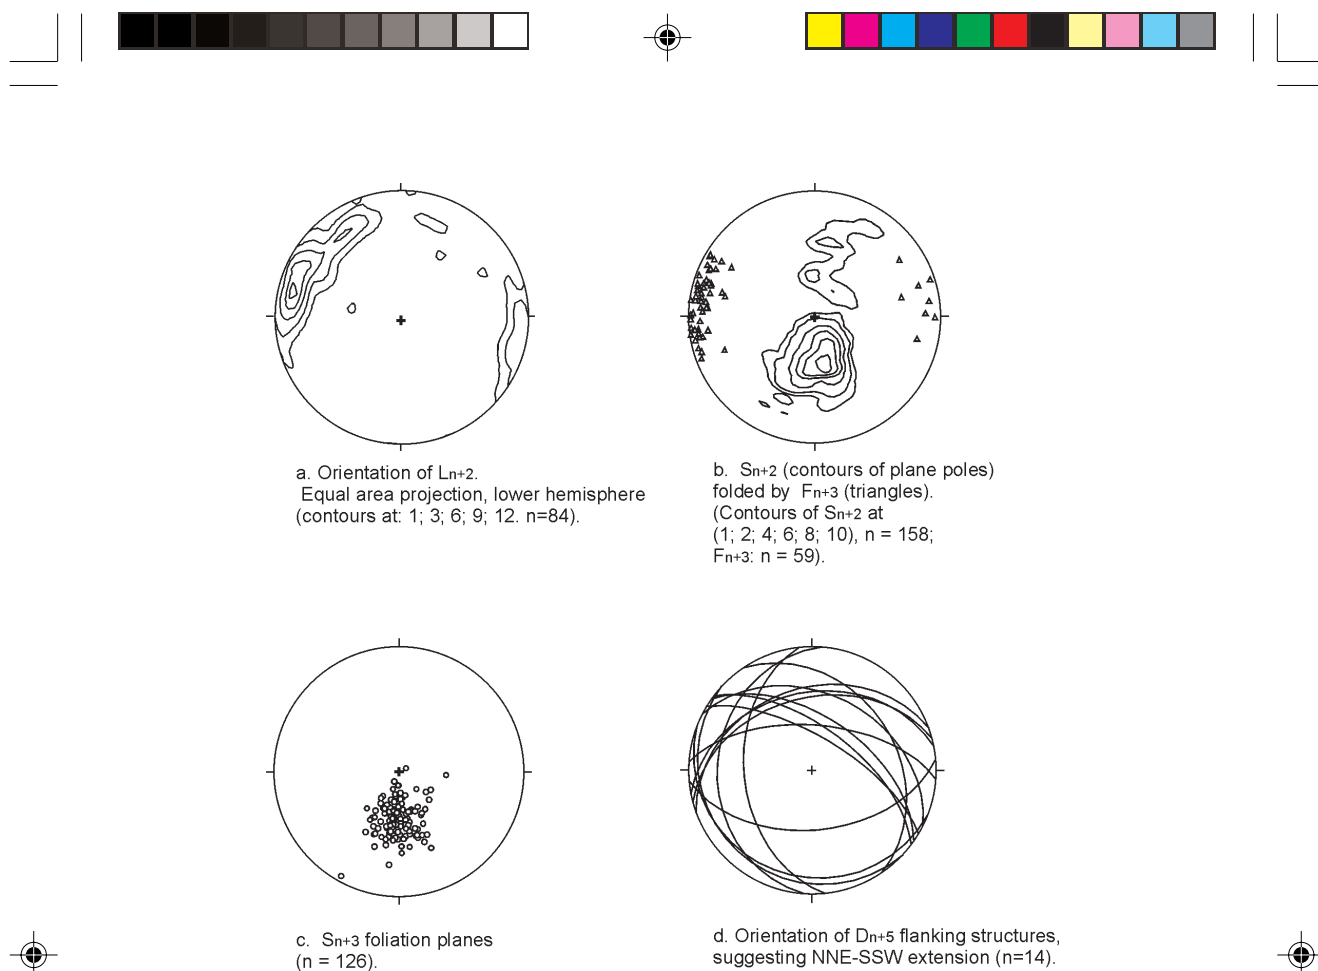 a. Orientation of Ln+2.
Equal area projection, lower hemisphere
(contours at: 1; 3; 6; 9; 12. n=84).
b. Sn+2 (contours of plane poles)
folded by Fn+3 (triangles).
(Contours of Sn+2 at
(1; 2; 4; 6; 8; 10), n = 158;
Fn+3: n = 59).
c. Sn+3 foliation planes
(n = 126).
d. Orientation of Dn+5 flanking structures,
suggesting NNE-SSW extension (n=14).